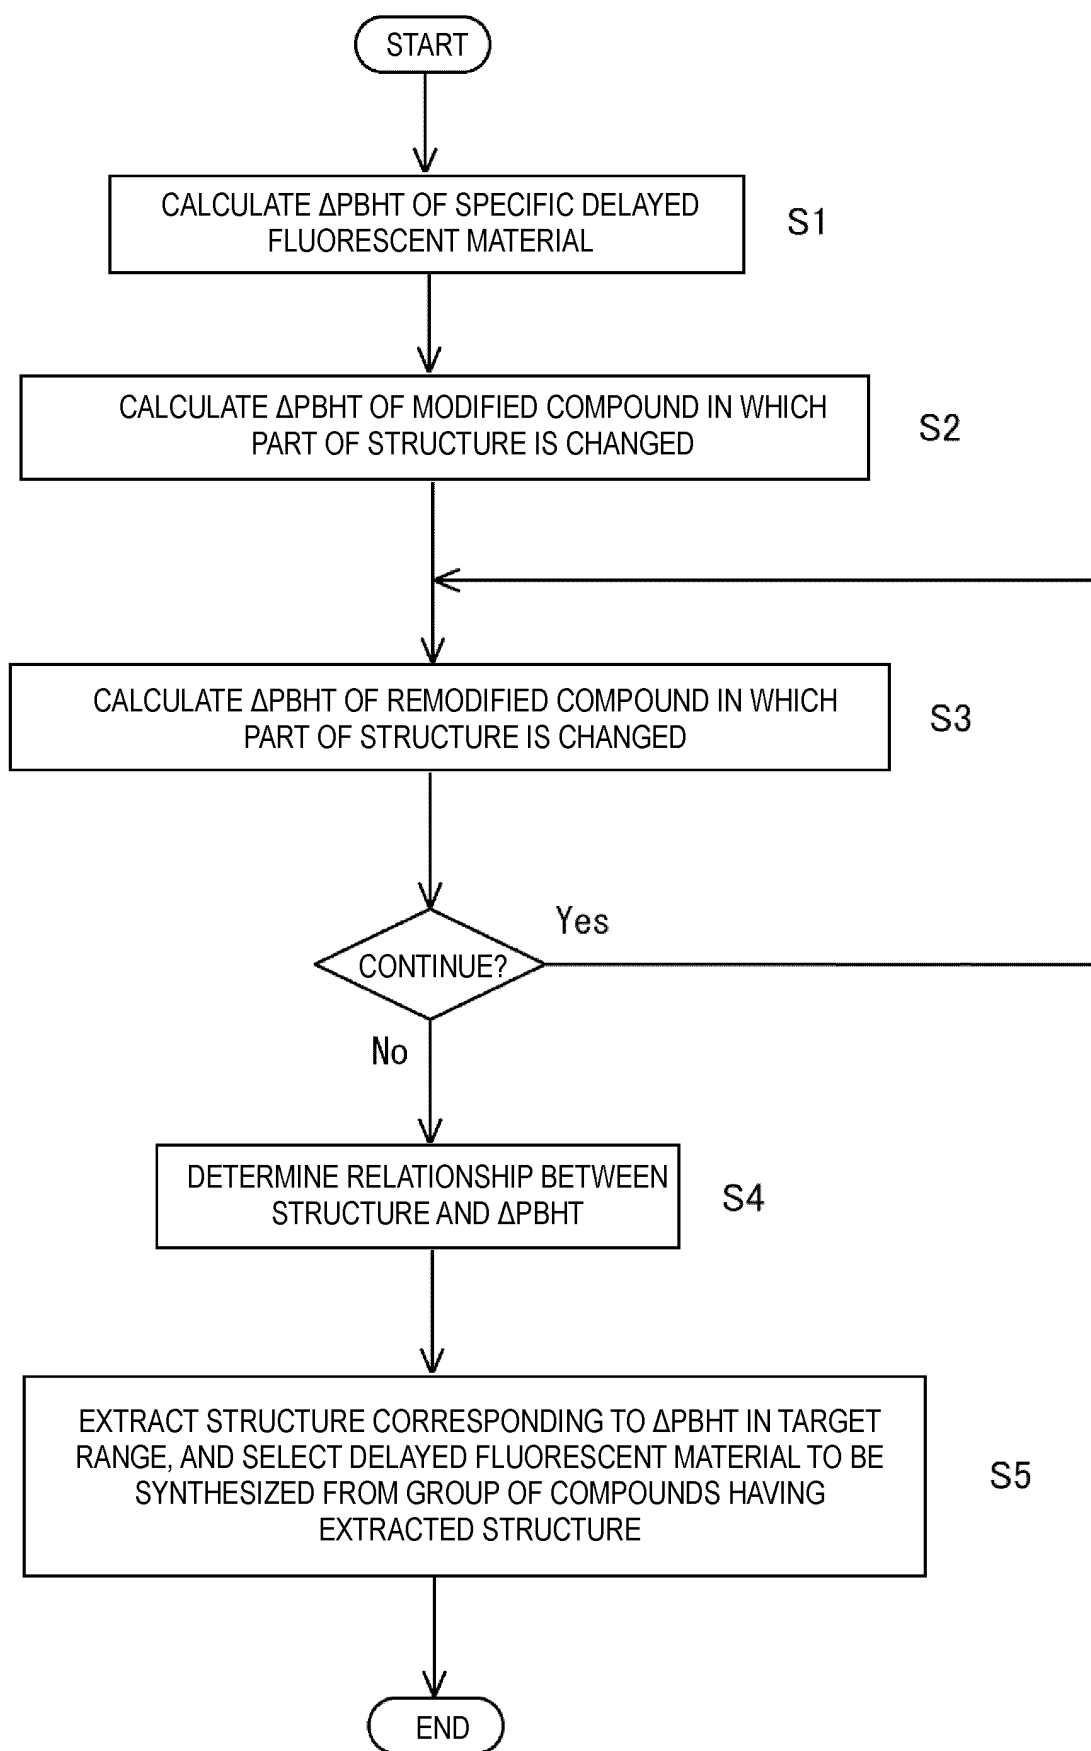 START
CALCULATE ΔPBHT OF SPECIFIC DELAYED
FLUORESCENT MATERIAL
S1
CALCULATE ΔPBHT OF MODIFIED COMPOUND IN WHICH
PART OF STRUCTURE IS CHANGED
S2
CALCULATE ΔPBHT OF REMODIFIED COMPOUND IN WHICH
PART OF STRUCTURE IS CHANGED
S3
CONTINUE?
Yes
No
DETERMINE RELATIONSHIP BETWEEN
STRUCTURE AND ΔPBHT
S4
EXTRACT STRUCTURE CORRESPONDING TO ΔPBHT IN TARGET
RANGE, AND SELECT DELAYED FLUORESCENT MATERIAL TO BE
SYNTHESIZED FROM GROUP OF COMPOUNDS HAVING
EXTRACTED STRUCTURE
S5
END